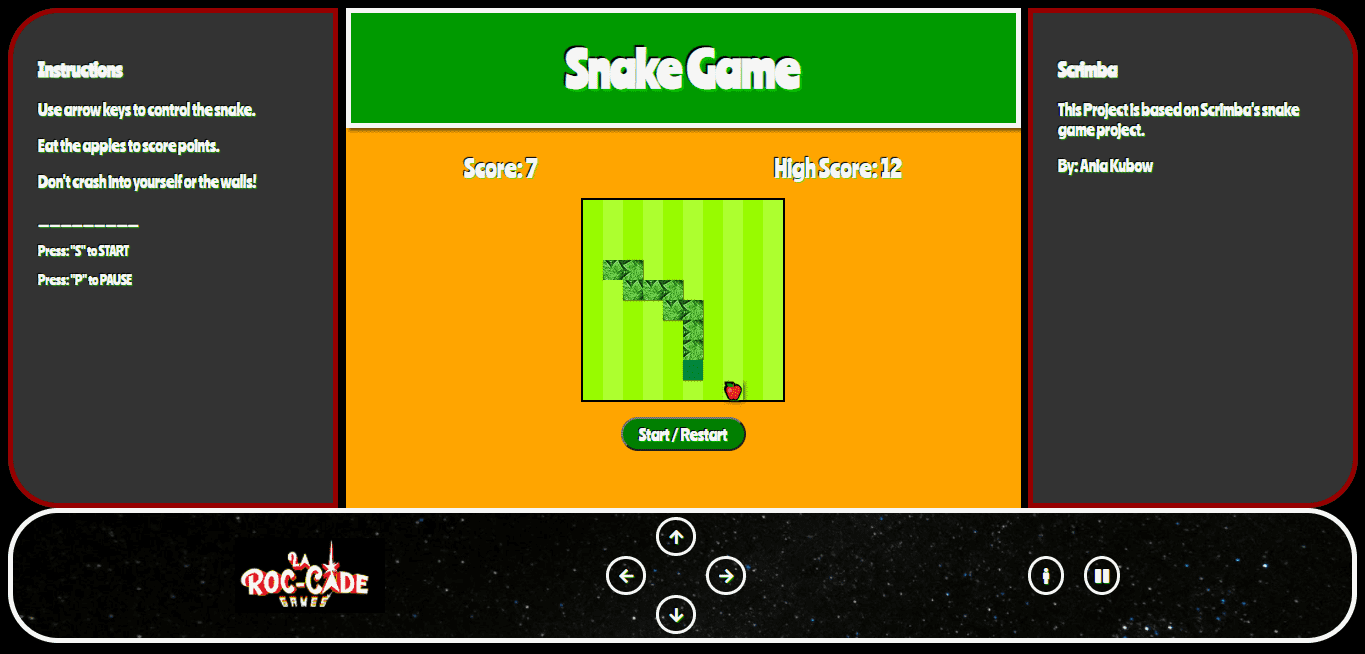 Instructions
Use arrow keys to control the snake.
Eat the apples to score points.
Don't crash into yourself or the walls!
_________
Press: "S" to START
Press: "P" to PAUSE
Snake Game
Score: 7
High Score: 12
Start / Restart
Scrimba
This Project is based on Scrimba's snake
game project.
By: Ania Kubow
LA
ROC-CADE
GAMES